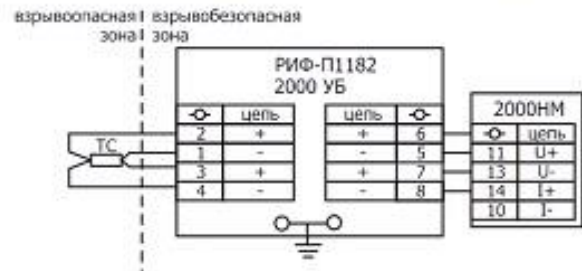 взрывоопасная взрывобезопасная
зона зона
РИФ-П1182
2000 УБ
цепь цепь
2 + + 6
1 - - 5
3 + + 7
4 - - 8
ТС
2000НМ
цепь
11 U+
13 U-
14 I+
10 I-